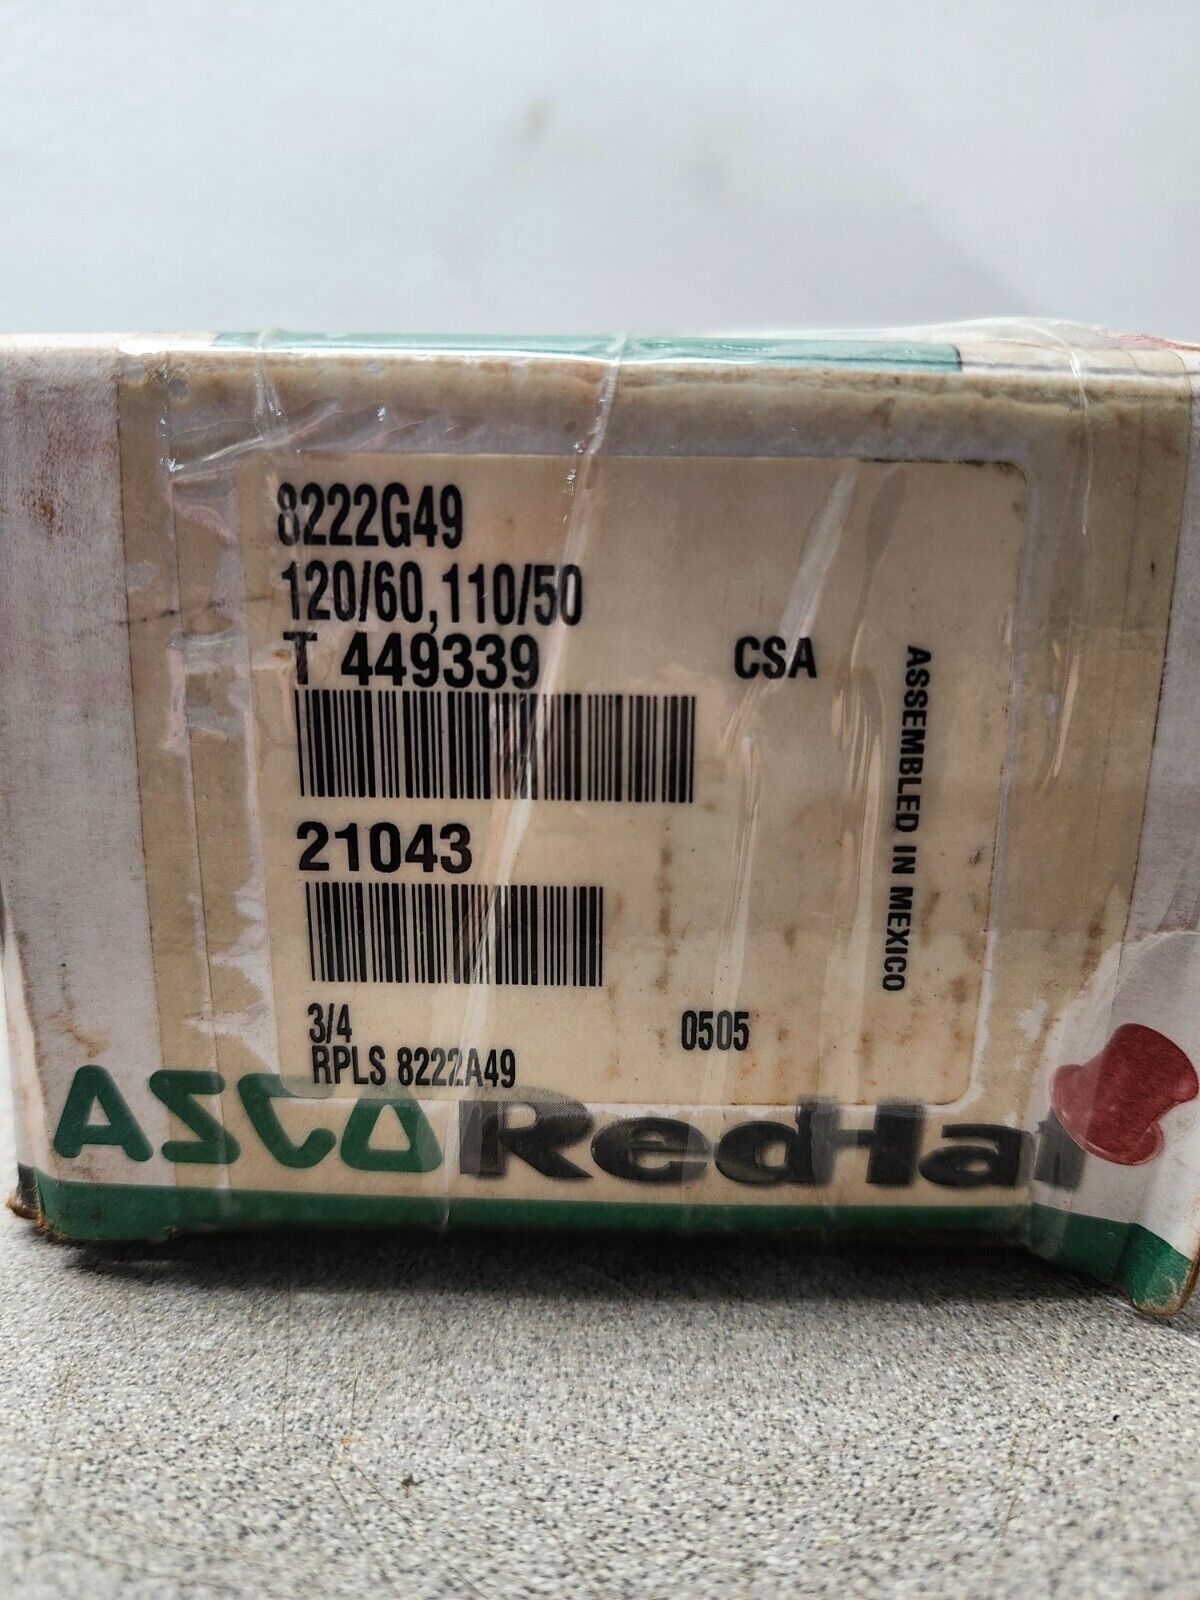 8222G49
120/60,110/50
T 449339
CSA
ASSEMBLED IN MEXICO
21043
3/4
0505
RPLS 8222A49
ASCO RedHat